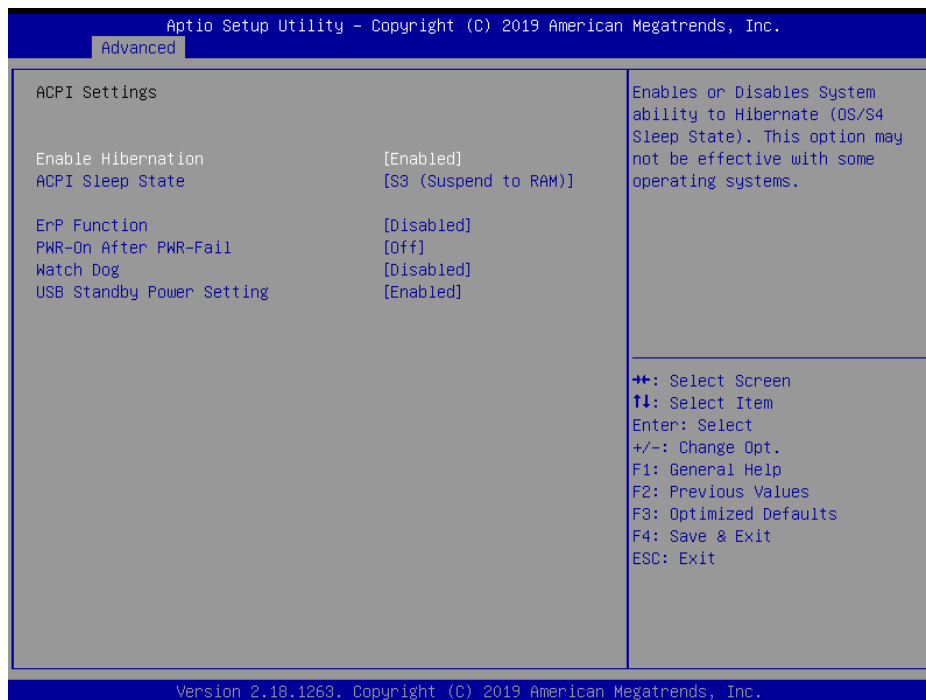 Aptio Setup Utility – Copyright (C) 2019 American Megatrends, Inc.
Advanced
ACPI Settings
Enable Hibernation [Enabled]
ACPI Sleep State [S3 (Suspend to RAM)]
ErP Function [Disabled]
PWR-On After PWR-Fail [Off]
Watch Dog [Disabled]
USB Standby Power Setting [Enabled]
Enables or Disables System
ability to Hibernate (OS/S4
Sleep State). This option may
not be effective with some
operating systems.
→←: Select Screen
↑↓: Select Item
Enter: Select
+/-: Change Opt.
F1: General Help
F2: Previous Values
F3: Optimized Defaults
F4: Save & Exit
ESC: Exit
Version 2.18.1263. Copyright (C) 2019 American Megatrends, Inc.